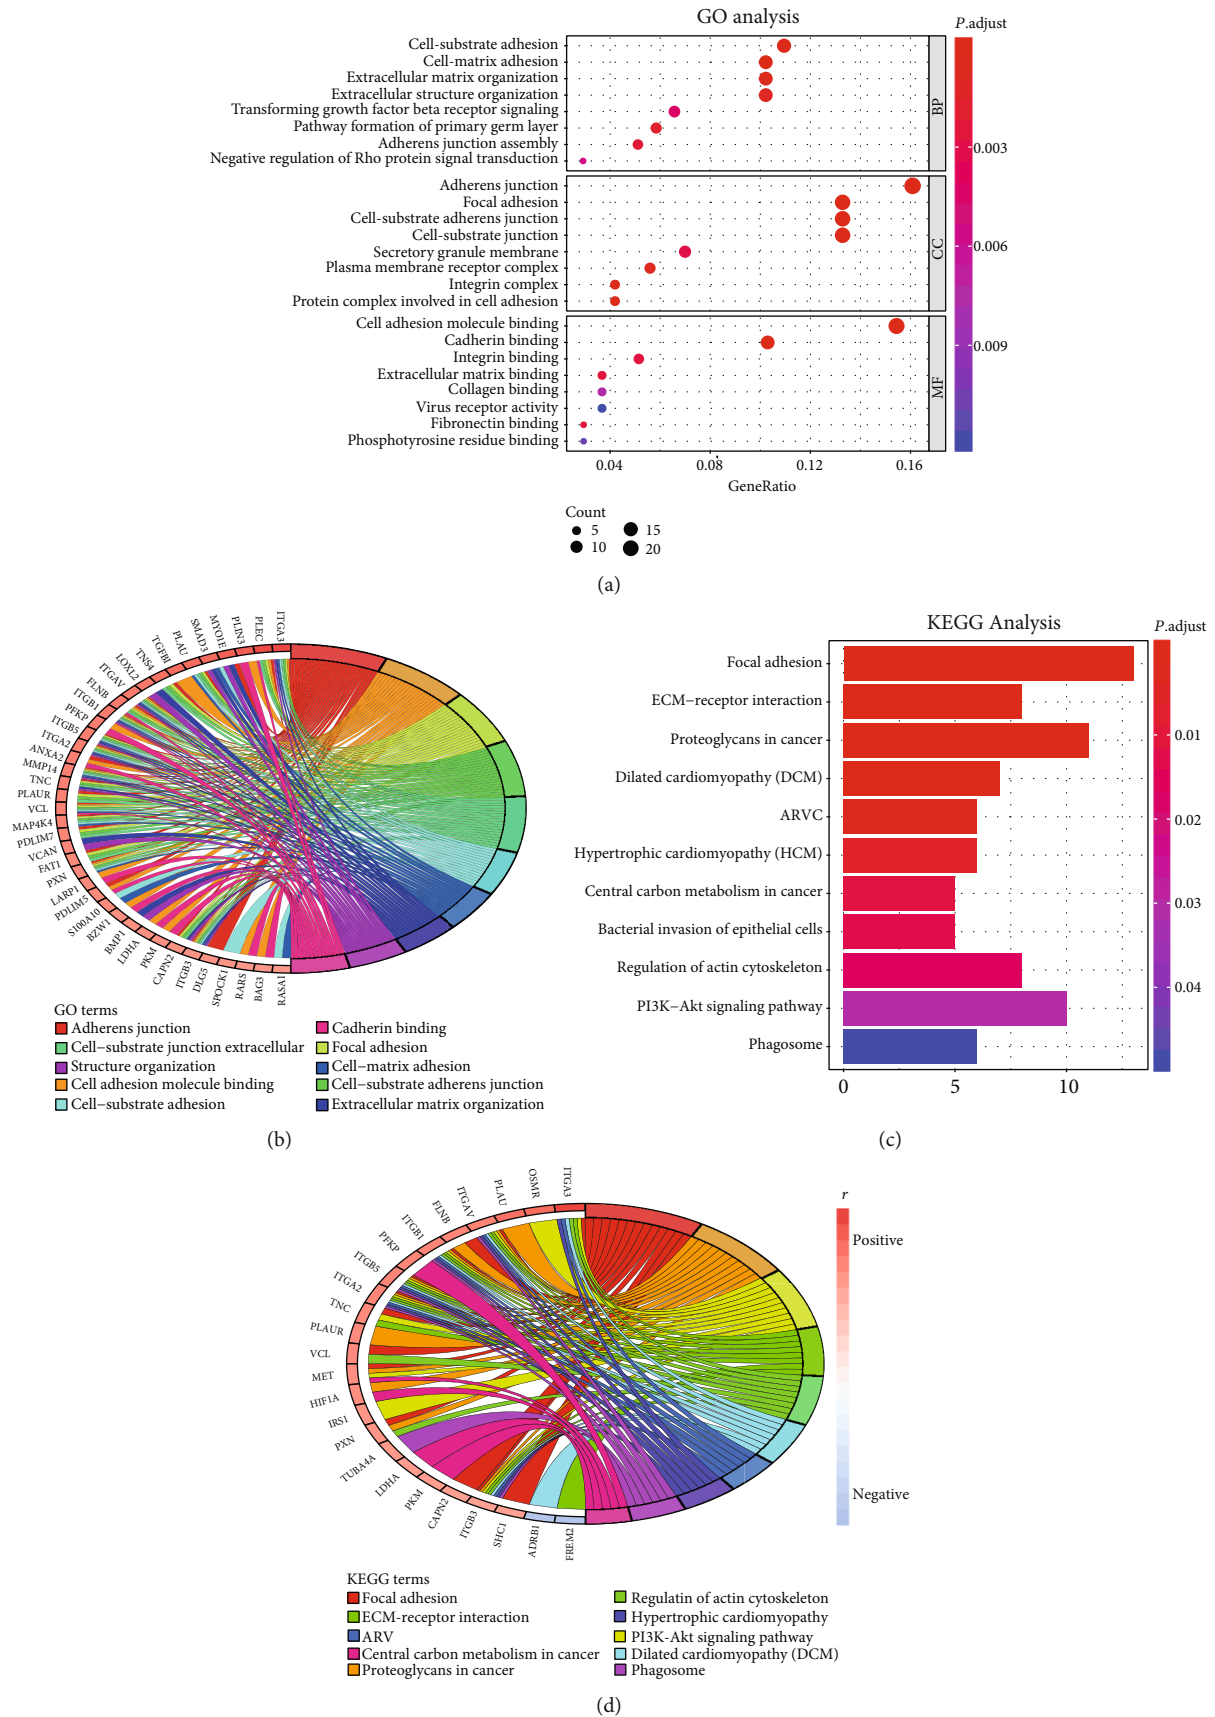 GO analysis
P.adjust
Cell-substrate adhesion
Cell-matrix adhesion
Extracellular matrix organization
Extracellular structure organization
Transforming growth factor beta receptor signaling
Pathway formation of primary germ layer
Adherens junction assembly
Negative regulation of Rho protein signal transduction
BP
Adherens junction
Focal adhesion
Cell-substrate adherens junction
Cell-substrate junction
Secretory granule membrane
Plasma membrane receptor complex
Integrin complex
Protein complex involved in cell adhesion
CC
Cell adhesion molecule binding
Cadherin binding
Integrin binding
Extracellular matrix binding
Collagen binding
Virus receptor activity
Fibronectin binding
Phosphotyrosine residue binding
MF
0.003
0.006
0.009
0.04 0.08 0.12 0.16
GeneRatio
Count
5 15
10 20
(a)
ITGA3
PLEC
PLIN3
MYO1E
SMAD3
PLAU
TGFBI
TNS4
LOXL2
ITGAV
FLNB
ITGB1
PFKP
ITGB5
ITGA2
ANXA2
MMP14
TNC
PLAUR
VCL
MAP4K4
PDLIM7
VCAN
FAT1
PXN
LARP1
PDLIM5
S100A10
BZW1
BMP1
LDHA
PKM
CAPN2
ITGB3
DLG5
SPOCK1
RARS
BAG3
RASA1
GO terms
Adherens junction
Cell−substrate junction extracellular
Structure organization
Cell adhesion molecule binding
Cell−substrate adhesion
Cadherin binding
Focal adhesion
Cell−matrix adhesion
Cell−substrate adherens junction
Extracellular matrix organization
(b)
KEGG Analysis
P.adjust
Focal adhesion
ECM−receptor interaction
Proteoglycans in cancer
Dilated cardiomyopathy (DCM)
ARVC
Hypertrophic cardiomyopathy (HCM)
Central carbon metabolism in cancer
Bacterial invasion of epithelial cells
Regulation of actin cytoskeleton
PI3K−Akt signaling pathway
Phagosome
0 5 10
0.01
0.02
0.03
0.04
(c)
ITGA3
OSMR
PLAU
ITGAV
FLNB
ITGB1
PFKP
ITGB5
ITGA2
TNC
PLAUR
VCL
MET
HIF1A
IRS1
PXN
TUBA4A
LDHA
PKM
CAPN2
ITGB3
SHC1
ADRB1
FREM2
r
Positive
Negative
KEGG terms
Focal adhesion
ECM-receptor interaction
ARV
Central carbon metabolism in cancer
Proteoglycans in cancer
Regulatin of actin cytoskeleton
Hypertrophic cardiomyopathy
PI3K-Akt signaling pathway
Dilated cardiomyopathy (DCM)
Phagosome
(d)